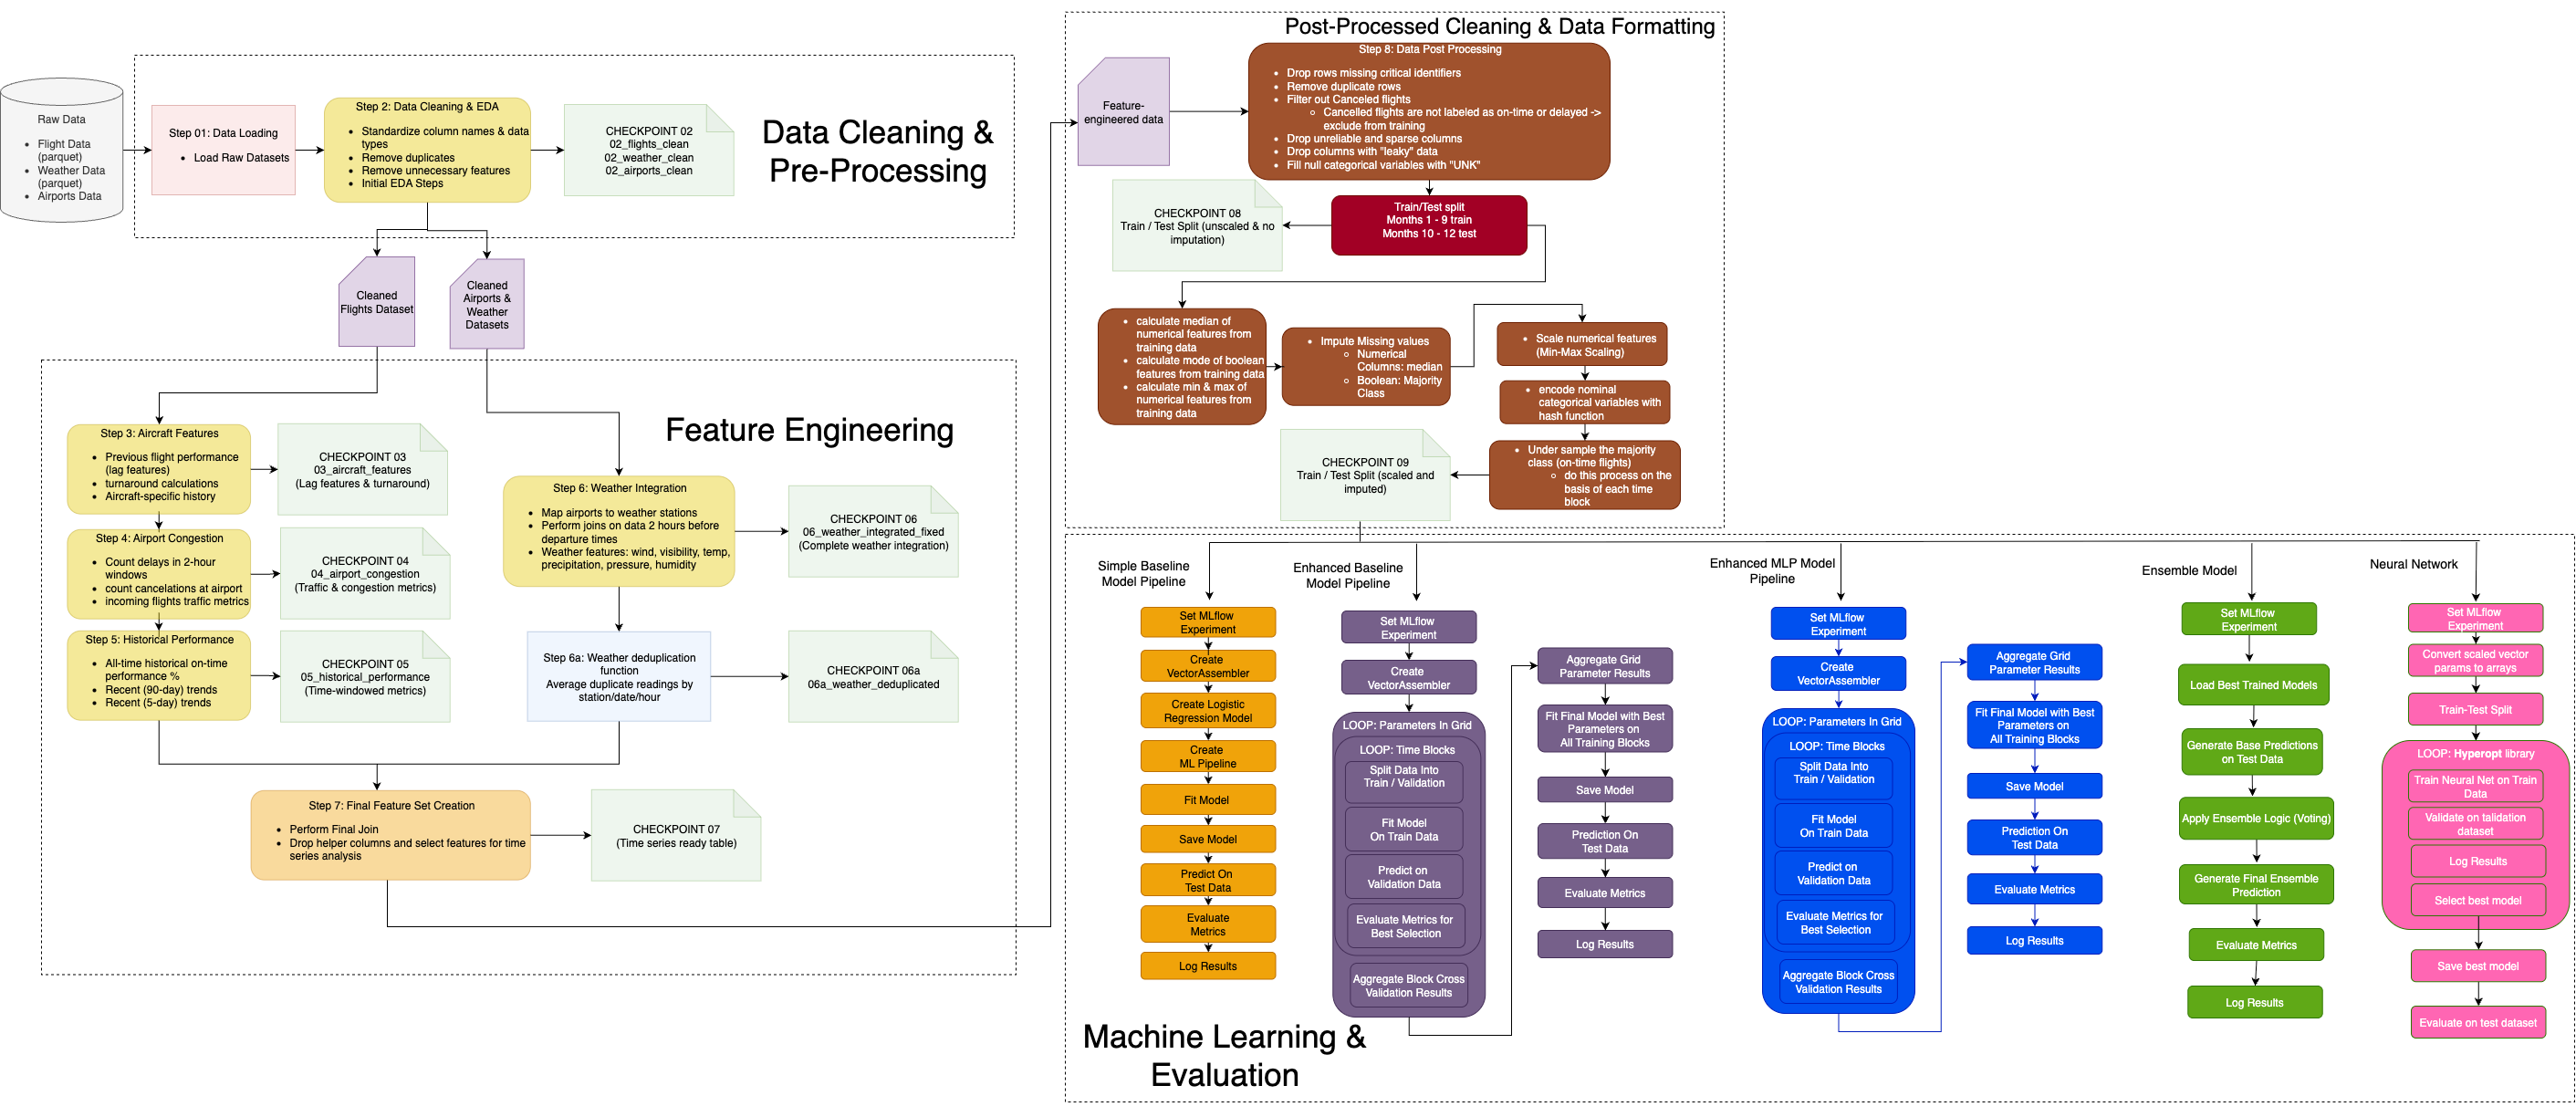 Raw Data
Flight Data
(parquet)
Weather Data
(parquet)
Airports Data
Step 01: Data Loading
Load Raw Datasets
Step 2: Data Cleaning & EDA
Standardize column names & data
types
Remove duplicates
Remove unnecessary features
Initial EDA Steps
CHECKPOINT 02
02_flights_clean
02_weather_clean
02_airports_clean
Data Cleaning &
Pre-Processing
Cleaned
Flights Dataset
Cleaned
Airports &
Weather
Datasets
Feature Engineering
Step 3: Aircraft Features
Previous flight performance
(lag features)
turnaround calculations
Aircraft-specific history
CHECKPOINT 03
03_aircraft_features
(Lag features & turnaround)
Step 4: Airport Congestion
Count delays in 2-hour
windows
count cancelations at airport
incoming flights traffic metrics
CHECKPOINT 04
04_airport_congestion
(Traffic & congestion metrics)
Step 5: Historical Performance
All-time historical on-time
performance %
Recent (90-day) trends
Recent (5-day) trends
CHECKPOINT 05
05_historical_performance
(Time-windowed metrics)
Step 6: Weather Integration
Map airports to weather stations
Perform joins on data 2 hours before
departure times
Weather features: wind, visibility, temp,
precipitation, pressure, humidity
CHECKPOINT 06
06_weather_integrated_fixed
(Complete weather integration)
Step 6a: Weather deduplication
function
Average duplicate readings by
station/date/hour
CHECKPOINT 06a
06a_weather_deduplicated
Step 7: Final Feature Set Creation
Perform Final Join
Drop helper columns and select features for time
series analysis
CHECKPOINT 07
(Time series ready table)
Post-Processed Cleaning & Data Formatting
Feature-
engineered data
Step 8: Data Post Processing
Drop rows missing critical identifiers
Remove duplicate rows
Filter out Canceled flights
Cancelled flights are not labeled as on-time or delayed ->
exclude from training
Drop unreliable and sparse columns
Drop columns with "leaky" data
Fill null categorical variables with "UNK"
Train/Test split
Months 1 - 9 train
Months 10 - 12 test
CHECKPOINT 08
Train / Test Split (unscaled & no
imputation)
calculate median of
numerical features from
training data
calculate mode of boolean
features from training data
calculate min & max of
numerical features from
training data
Impute Missing values
Numerical
Columns: median
Boolean: Majority
Class
Scale numerical features
(Min-Max Scaling)
encode nominal
categorical variables with
hash function
Under sample the majority
class (on-time flights)
do this process on the
basis of each time
block
CHECKPOINT 09
Train / Test Split (scaled and
imputed)
Simple Baseline
Model Pipeline
Set MLflow
Experiment
Create
VectorAssembler
Create Logistic
Regression Model
Create
ML Pipeline
Fit Model
Save Model
Predict On
Test Data
Evaluate
Metrics
Log Results
Enhanced Baseline
Model Pipeline
Set MLflow
Experiment
Create
VectorAssembler
LOOP: Parameters In Grid
LOOP: Time Blocks
Split Data Into
Train / Validation
Fit Model
On Train Data
Predict on
Validation Data
Evaluate Metrics for
Best Selection
Aggregate Block Cross
Validation Results
Aggregate Grid
Parameter Results
Fit Final Model with Best
Parameters on
All Training Blocks
Save Model
Prediction On
Test Data
Evaluate Metrics
Log Results
Enhanced MLP Model
Pipeline
Set MLflow
Experiment
Create
VectorAssembler
LOOP: Parameters In Grid
LOOP: Time Blocks
Split Data Into
Train / Validation
Fit Model
On Train Data
Predict on
Validation Data
Evaluate Metrics for
Best Selection
Aggregate Block Cross
Validation Results
Aggregate Grid
Parameter Results
Fit Final Model with Best
Parameters on
All Training Blocks
Save Model
Prediction On
Test Data
Evaluate Metrics
Log Results
Ensemble Model
Set MLflow
Experiment
Load Best Trained Models
Generate Base Predictions
on Test Data
Apply Ensemble Logic (Voting)
Generate Final Ensemble
Prediction
Evaluate Metrics
Log Results
Neural Network
Set MLflow
Experiment
Convert scaled vector
params to arrays
Train-Test Split
LOOP: Hyperopt library
Train Neural Net on Train
Data
Validate on talidation
dataset
Log Results
Select best model
Save best model
Evaluate on test dataset
Machine Learning &
Evaluation